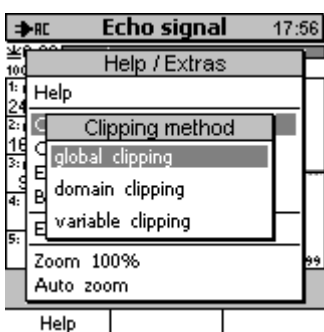 AC Echo signal 17:56
Help / Extras
Help
Clipping method
global clipping
domain clipping
variable clipping
Zoom 100%
Auto zoom
Help